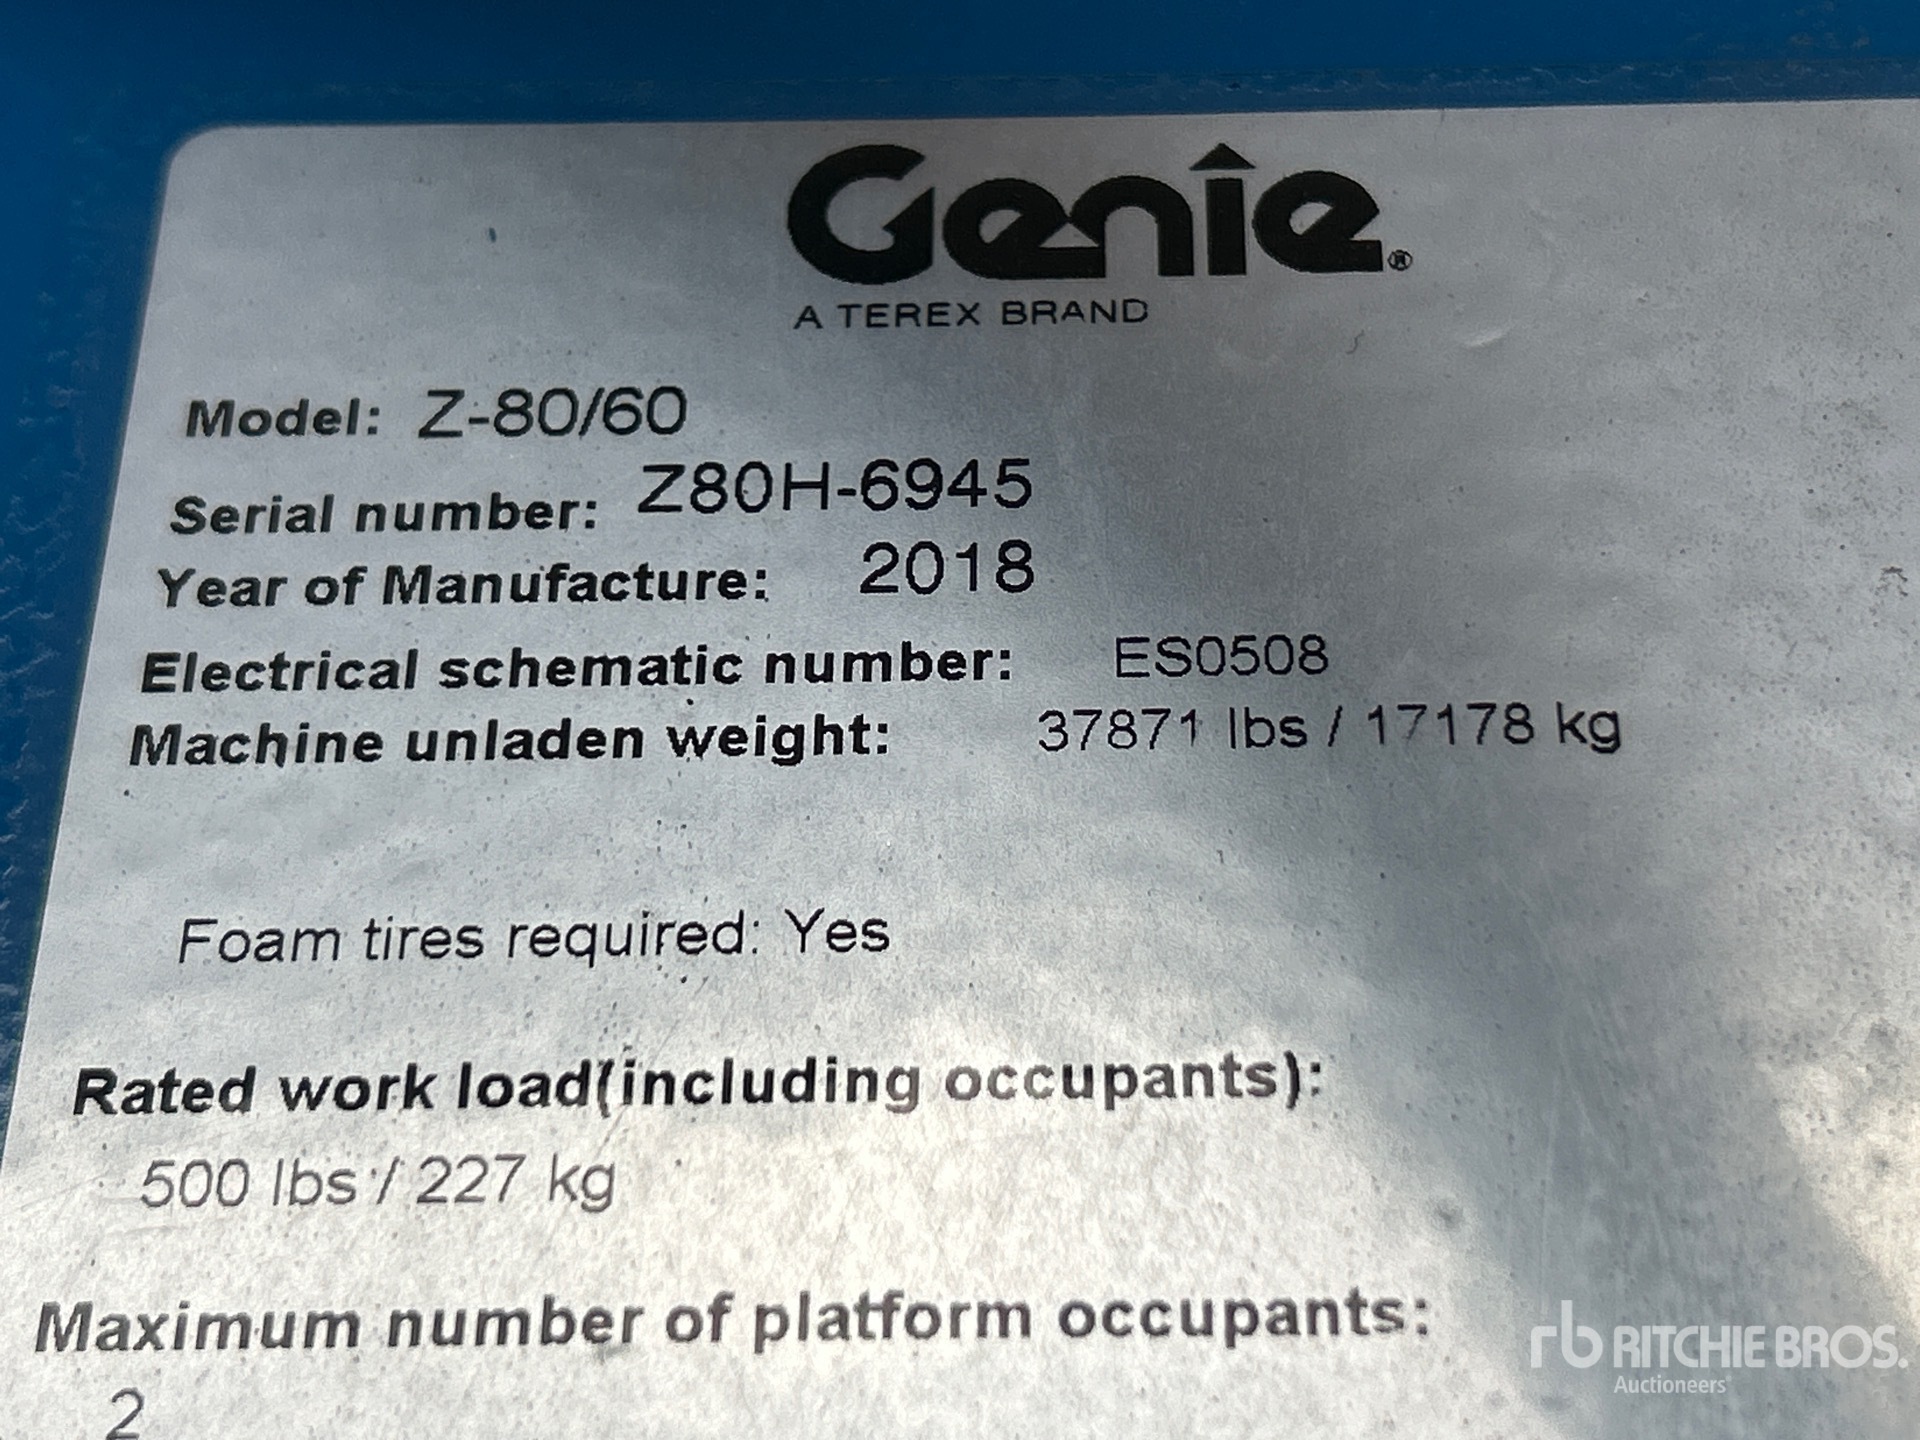 Genie®
A TEREX BRAND
Model: Z-80/60
Serial number: Z80H-6945
Year of Manufacture: 2018
Electrical schematic number: ES0508
Machine unladen weight: 37871 lbs / 17178 kg
Foam tires required: Yes
Rated work load(including occupants):
500 lbs / 227 kg
Maximum number of platform occupants:
2
rb RITCHIE BROS.
Auctioneers